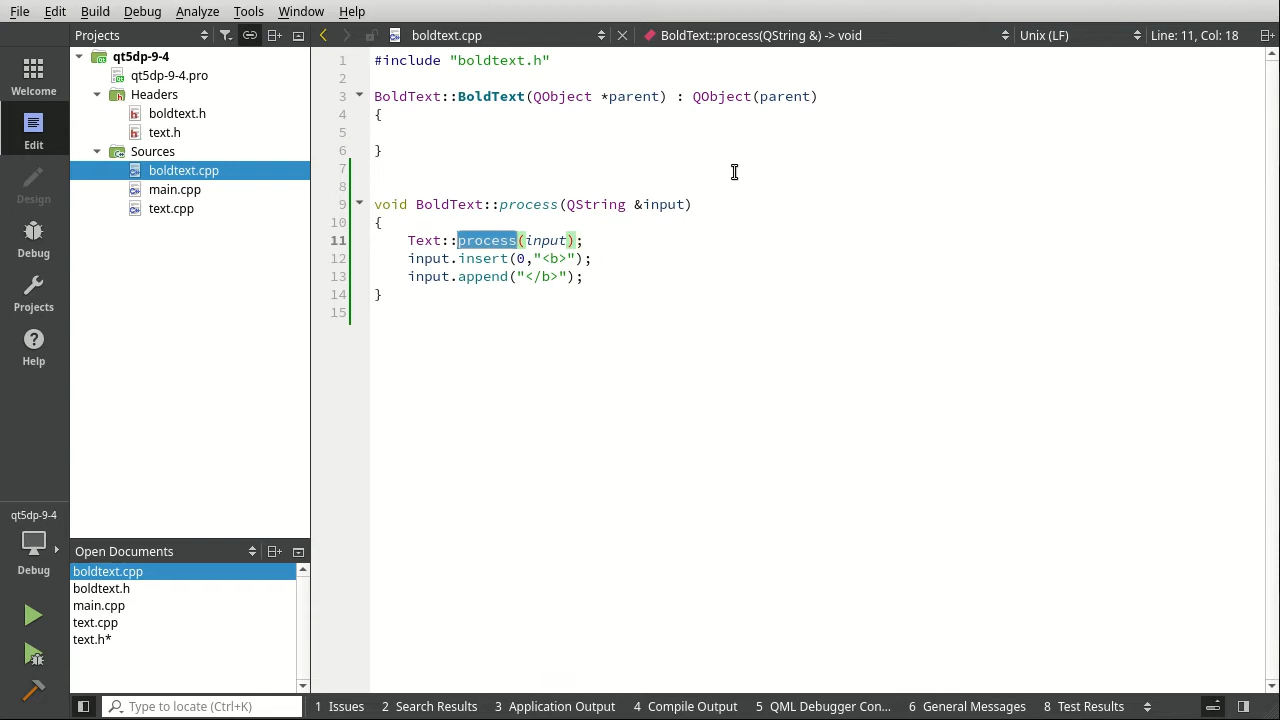 File Edit Build Debug Analyze Tools Window Help
Projects
boldtext.cpp
BoldText::process(QString &) -> void
Unix (LF)
Line: 11, Col: 18
Welcome
Edit
Design
Debug
Projects
Help
qt5dp-9-4
Debug
qt5dp-9-4
qt5dp-9-4.pro
Headers
boldtext.h
text.h
Sources
boldtext.cpp
main.cpp
text.cpp
Open Documents
boldtext.cpp
boldtext.h
main.cpp
text.cpp
text.h*
1 #include "boldtext.h"
2
3 BoldText::BoldText(QObject *parent) : QObject(parent)
4 {
5
6 }
7
8
9 void BoldText::process(QString &input)
10 {
11 Text::process(input);
12 input.insert(0,"<b>");
13 input.append("</b>");
14 }
15
Type to locate (Ctrl+K)
1 Issues 2 Search Results 3 Application Output 4 Compile Output 5 QML Debugger Con... 6 General Messages 8 Test Results